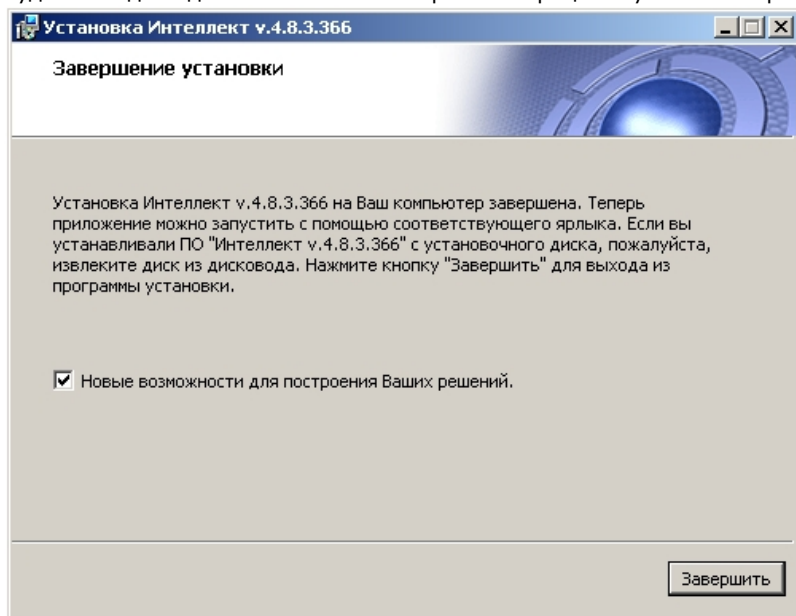 Установка Интеллект v.4.8.3.366
Завершение установки
Установка Интеллект v.4.8.3.366 на Ваш компьютер завершена. Теперь
приложение можно запустить с помощью соответствующего ярлыка. Если вы
устанавливали ПО "Интеллект v.4.8.3.366" с установочного диска, пожалуйста,
извлеките диск из дисковода. Нажмите кнопку "Завершить" для выхода из
программы установки.
Новые возможности для построения Ваших решений.
Завершить